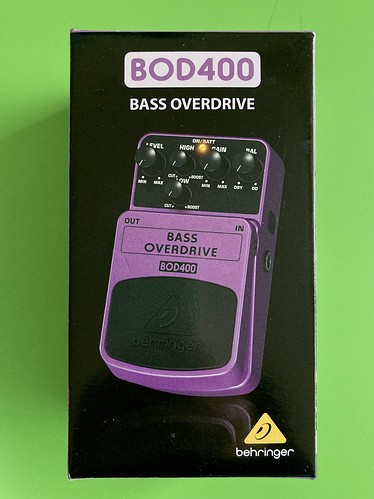 BOD400
BASS OVERDRIVE
ON/BATT
LEVEL HIGH GAIN BAL
CUT BOOST
MIN MAX LOW MIN MAX DRY OD
CUT BOOST
OUT IN
BASS
OVERDRIVE
BOD400
behringer
behringer